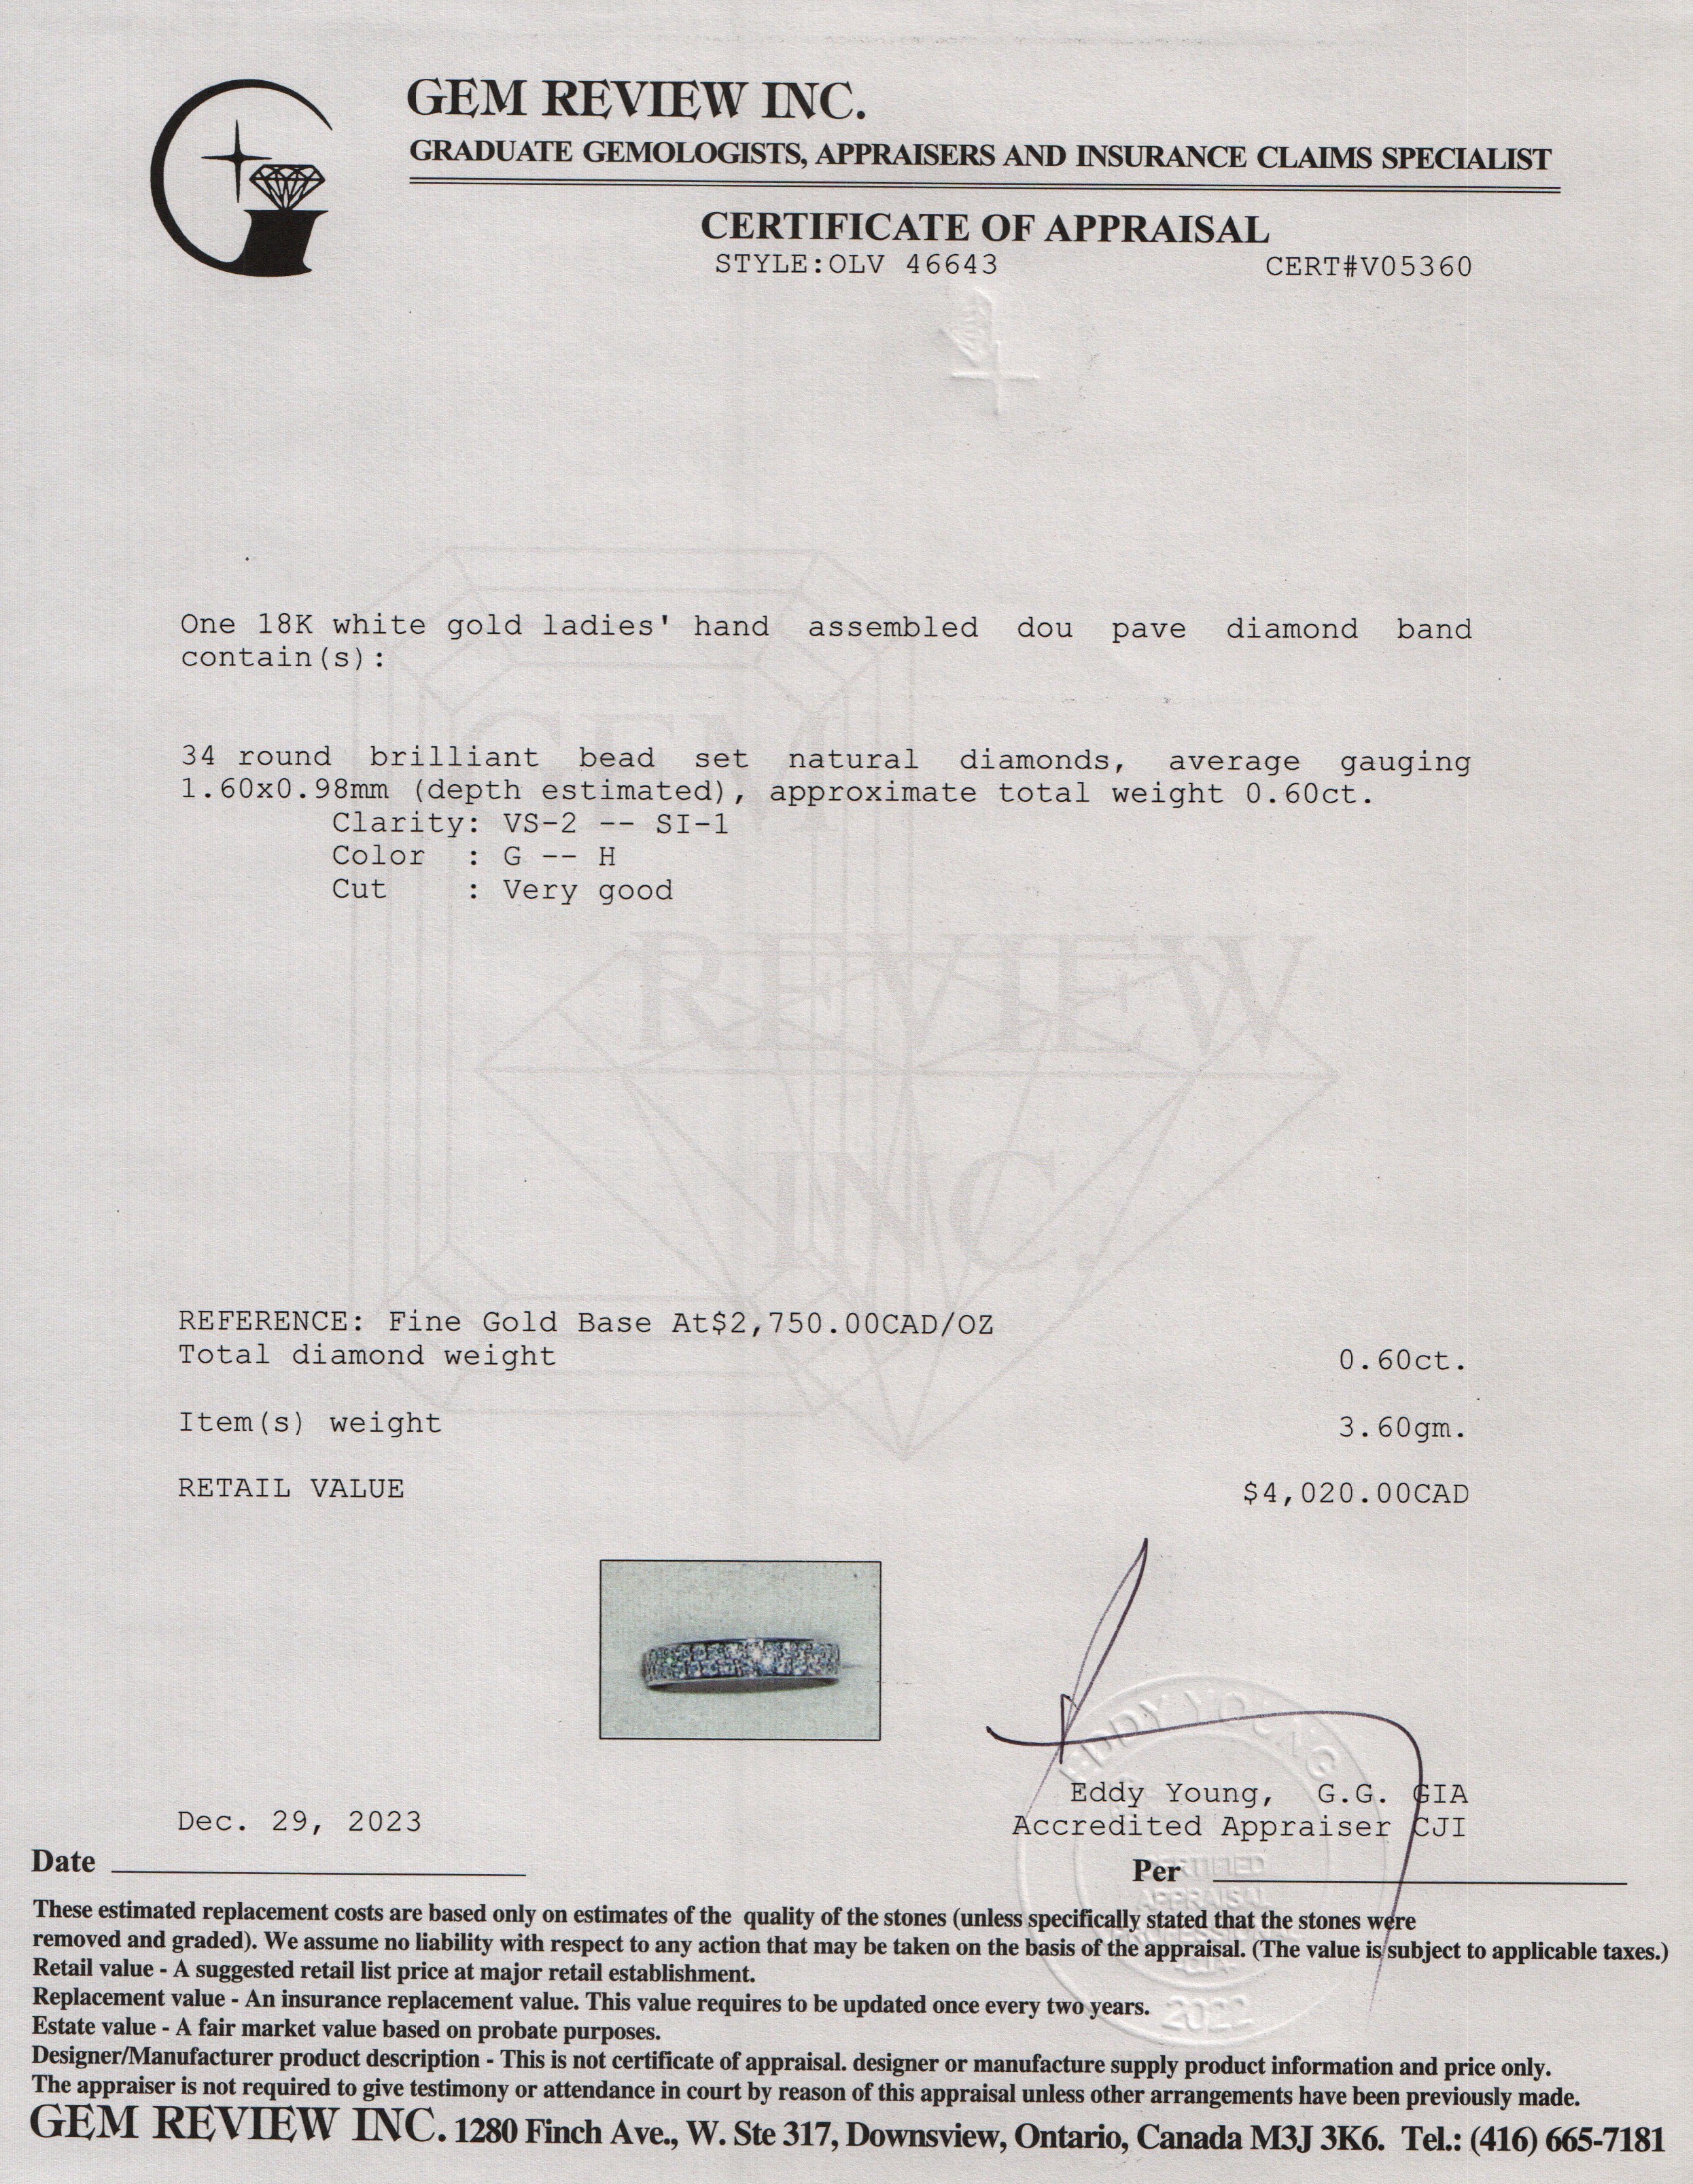 GEM REVIEW INC.
GRADUATE GEMOLOGISTS, APPRAISERS AND INSURANCE CLAIMS SPECIALIST
CERTIFICATE OF APPRAISAL
STYLE:OLV 46643 CERT#V05360
One 18K white gold ladies' hand assembled dou pave diamond band
contain(s):
34 round brilliant bead set natural diamonds, average gauging
1.60x0.98mm (depth estimated), approximate total weight 0.60ct.
Clarity: VS-2 -- SI-1
Color : G -- H
Cut : Very good
GEM
REVIEW
INC.
REFERENCE: Fine Gold Base At$2,750.00CAD/OZ
Total diamond weight 0.60ct.
Item(s) weight 3.60gm.
RETAIL VALUE $4,020.00CAD
EDDY YOUNG
Eddy Young, G.G. GIA
Dec. 29, 2023 Accredited Appraiser CJI
Date Per
CERTIFIED
APPRAISAL
PROFESSIONAL
2022
These estimated replacement costs are based only on estimates of the quality of the stones (unless specifically stated that the stones were
removed and graded). We assume no liability with respect to any action that may be taken on the basis of the appraisal. (The value is subject to applicable taxes.)
Retail value - A suggested retail list price at major retail establishment.
Replacement value - An insurance replacement value. This value requires to be updated once every two years.
Estate value - A fair market value based on probate purposes.
Designer/Manufacturer product description - This is not certificate of appraisal. designer or manufacture supply product information and price only.
The appraiser is not required to give testimony or attendance in court by reason of this appraisal unless other arrangements have been previously made.
GEM REVIEW INC. 1280 Finch Ave., W. Ste 317, Downsview, Ontario, Canada M3J 3K6. Tel.: (416) 665-7181